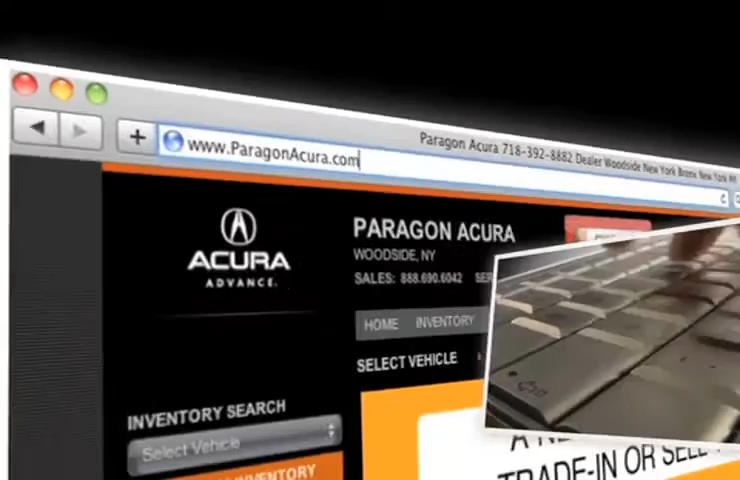 Paragon Acura 718-392-8882 Dealer Woodside New York Bronx New York
www.ParagonAcura.com
ACURA
ADVANCE.
PARAGON ACURA
WOODSIDE, NY
SALES: 888.690.6042
HOME INVENTORY
SELECT VEHICLE
INVENTORY SEARCH
Select Vehicle
INVENTORY
TRADE-IN OR SELL